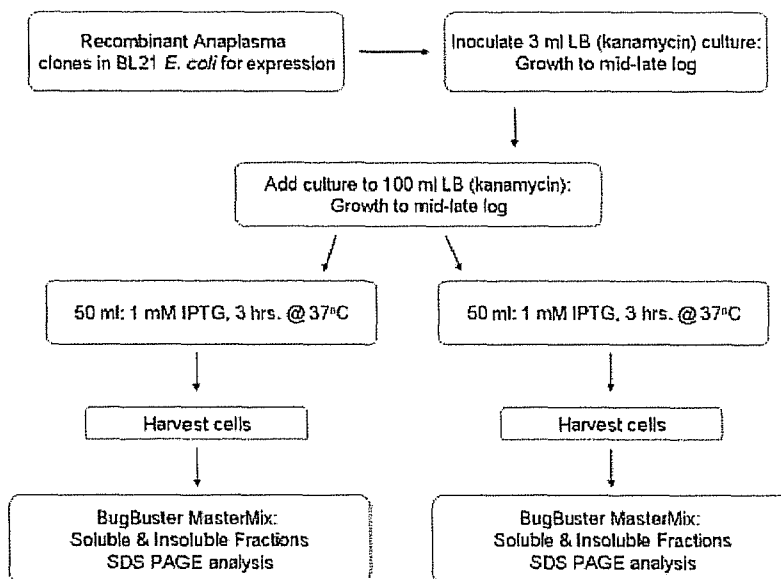 Recombinant Anaplasma
clones in BL21 E. coli for expression
Inoculate 3 ml LB (kanamycin) culture:
Growth to mid-late log
Add culture to 100 ml LB (kanamycin):
Growth to mid-late log
50 ml: 1 mM IPTG, 3 hrs. @ 37ºC
50 ml: 1 mM IPTG, 3 hrs. @ 37ºC
Harvest cells
Harvest cells
BugBuster MasterMix:
Soluble & Insoluble Fractions
SDS PAGE analysis
BugBuster MasterMix:
Soluble & Insoluble Fractions
SDS PAGE analysis